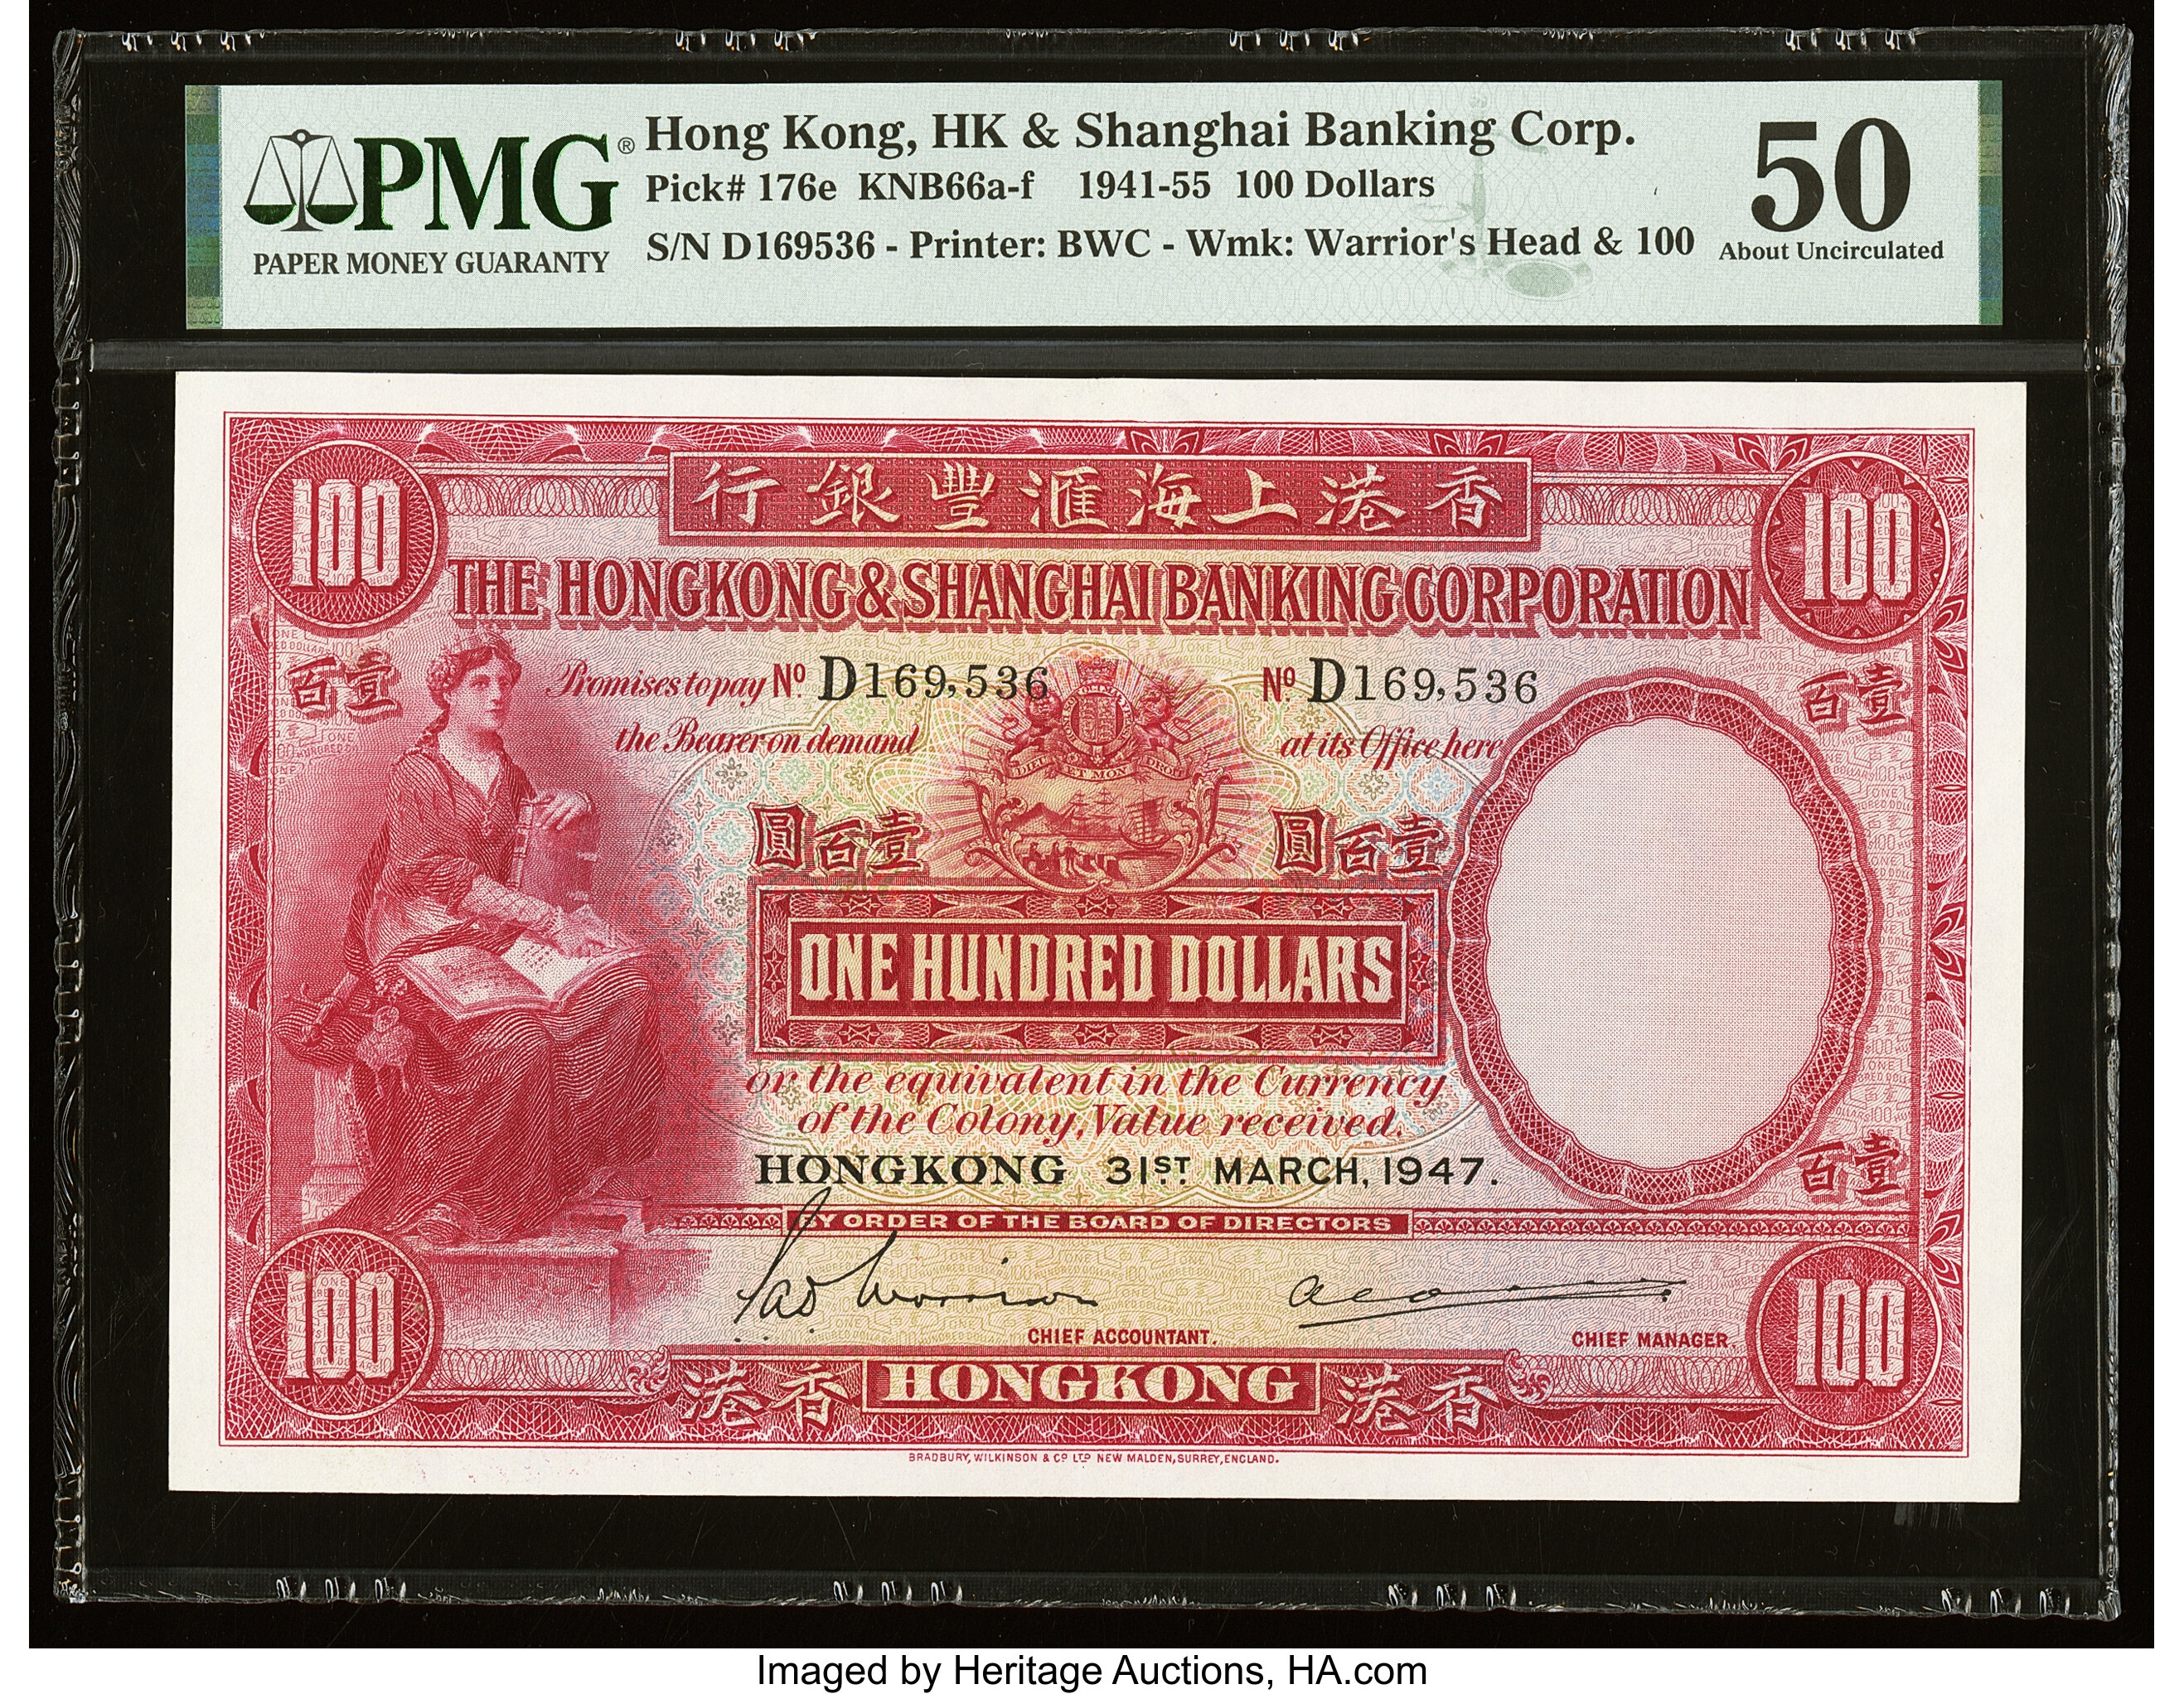 PMG®
PAPER MONEY GUARANTY
Hong Kong, HK & Shanghai Banking Corp.
Pick# 176e KNB66a-f 1941-55 100 Dollars
S/N D169536 - Printer: BWC - Wmk: Warrior's Head & 100
50
About Uncirculated
100
行銀豐滙海上港香
100
THE HONGKONG & SHANGHAI BANKING CORPORATION
百壹
Promises to pay Nº D169,536
Nº D169,536
百壹
the Bearer on demand
at its Office here
DIEU ET MON DROIT
圓百壹
圓百壹
ONE HUNDRED DOLLARS
or the equivalent in the Currency
of the Colony, Value received.
HONGKONG 31ST MARCH, 1947.
百壹
BY ORDER OF THE BOARD OF DIRECTORS
100
CHIEF ACCOUNTANT.
CHIEF MANAGER.
100
港香 HONGKONG 港香
BRADBURY, WILKINSON & Cº LTD NEW MALDEN, SURREY, ENGLAND.
Imaged by Heritage Auctions, HA.com